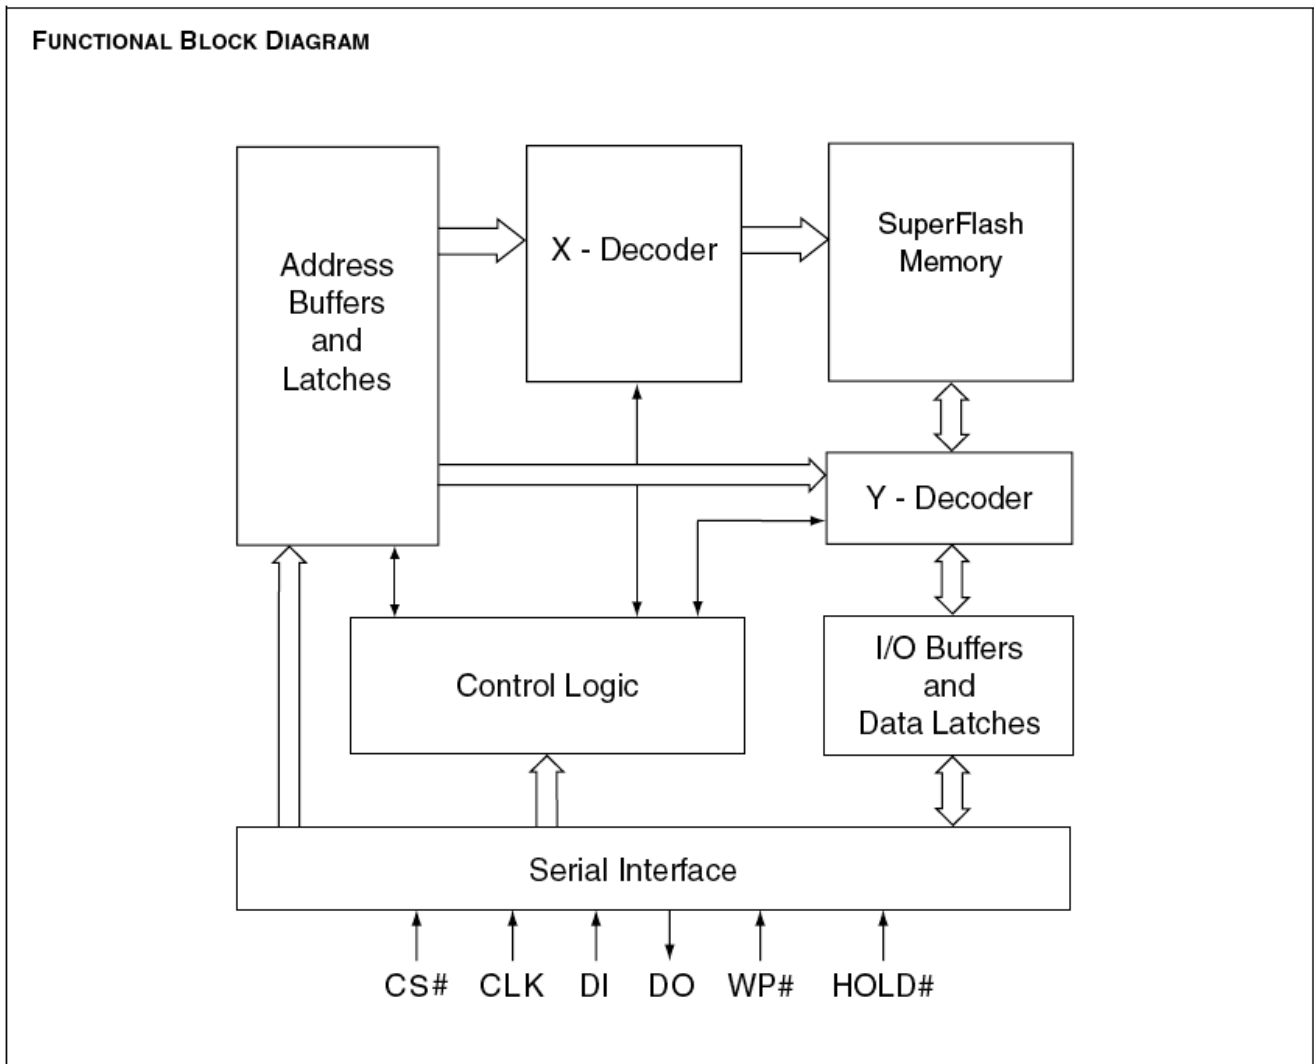 FUNCTIONAL BLOCK DIAGRAM
Address
Buffers
and
Latches
X - Decoder
SuperFlash
Memory
Y - Decoder
Control Logic
I/O Buffers
and
Data Latches
Serial Interface
CS# CLK DI DO WP# HOLD#